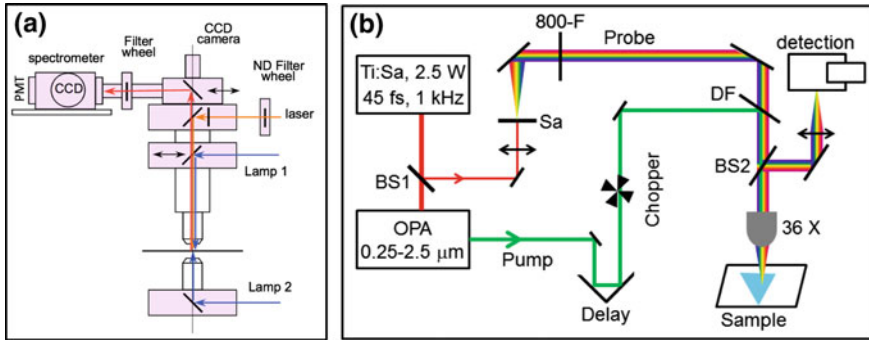 (a)
CCD
camera
Filter
wheel
spectrometer
ND Filter
wheel
PMT
CCD
laser
Lamp 1
Lamp 2
(b)
800-F
Probe
detection
Ti:Sa, 2.5 W
45 fs, 1 kHz
Sa
DF
BS1
BS2
Chopper
OPA
0.25-2.5 μm
Pump
36 X
Delay
Sample